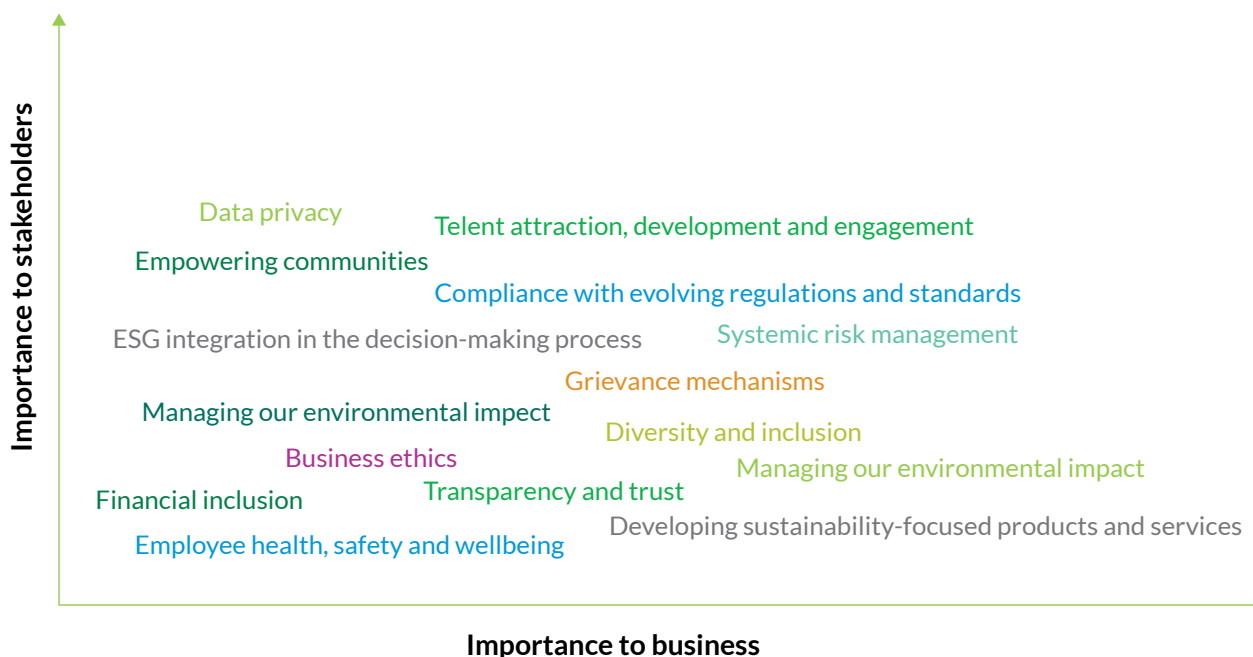 Importance to stakeholders
Data privacy
Telent attraction, development and engagement
Empowering communities
Compliance with evolving regulations and standards
ESG integration in the decision-making process
Systemic risk management
Grievance mechanisms
Managing our environmental impect
Diversity and inclusion
Business ethics
Managing our environmental impact
Transparency and trust
Financial inclusion
Developing sustainability-focused products and services
Employee health, safety and wellbeing
Importance to business